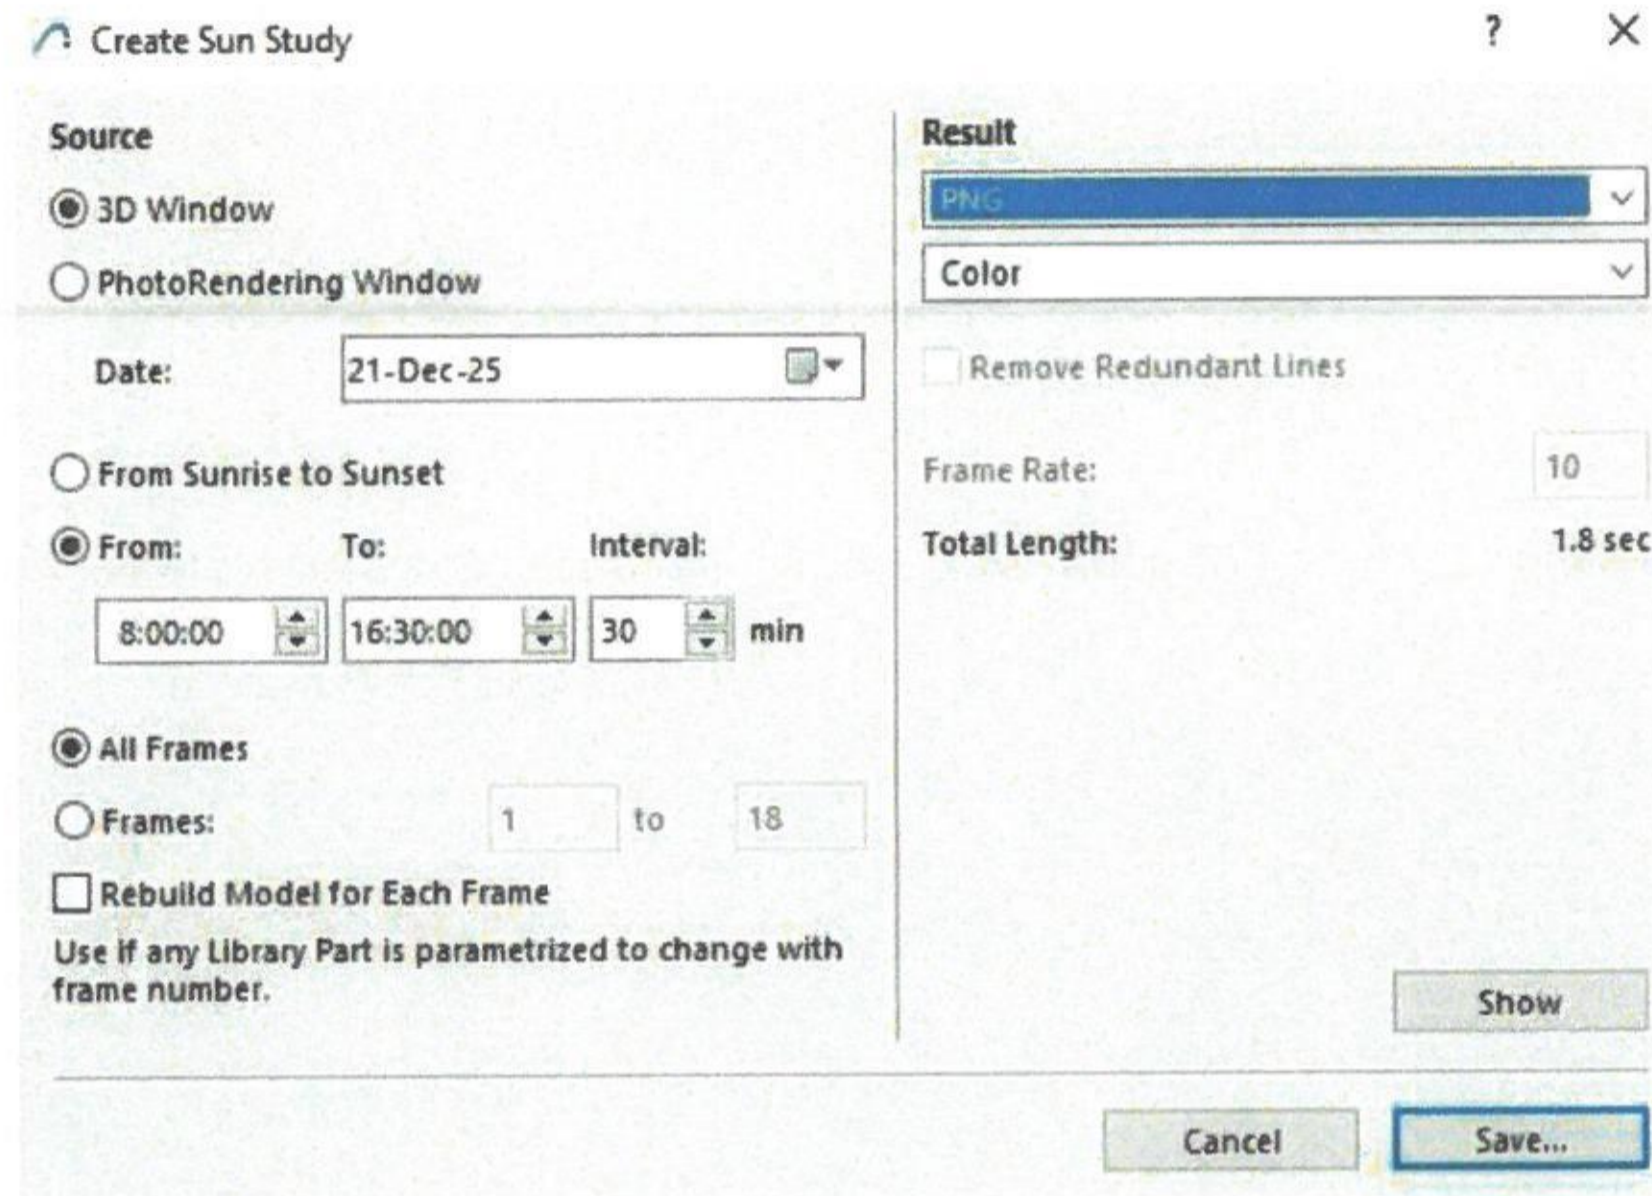 Create Sun Study
?
Source
3D Window
PhotoRendering Window
Date:
21-Dec-25
From Sunrise to Sunset
From:
To:
Interval:
8:00:00
16:30:00
30
min
All Frames
Frames:
1
to
18
Rebuild Model for Each Frame
Use if any Library Part is parametrized to change with
frame number.
Result
PNG
Color
Remove Redundant Lines
Frame Rate:
10
Total Length:
1.8 sec
Show
Cancel
Save...